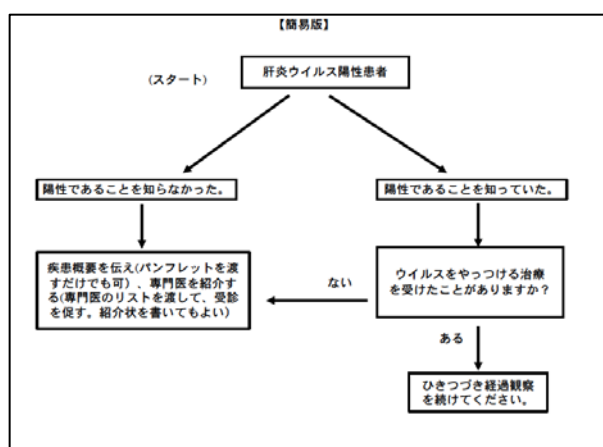 【簡易版】
(スタート)
肝炎ウイルス陽性患者
陽性であることを知らなかった。
陽性であることを知っていた。
疾患概要を伝え(パンフレットを渡
すだけでも可）、専門医を紹介す
る(専門医のリストを渡して、受診
を促す。紹介状を書いてもよい）
ない
ウイルスをやっつける治療
を受けたことがありますか？
ある
ひきつづき経過観察
を続けてください。